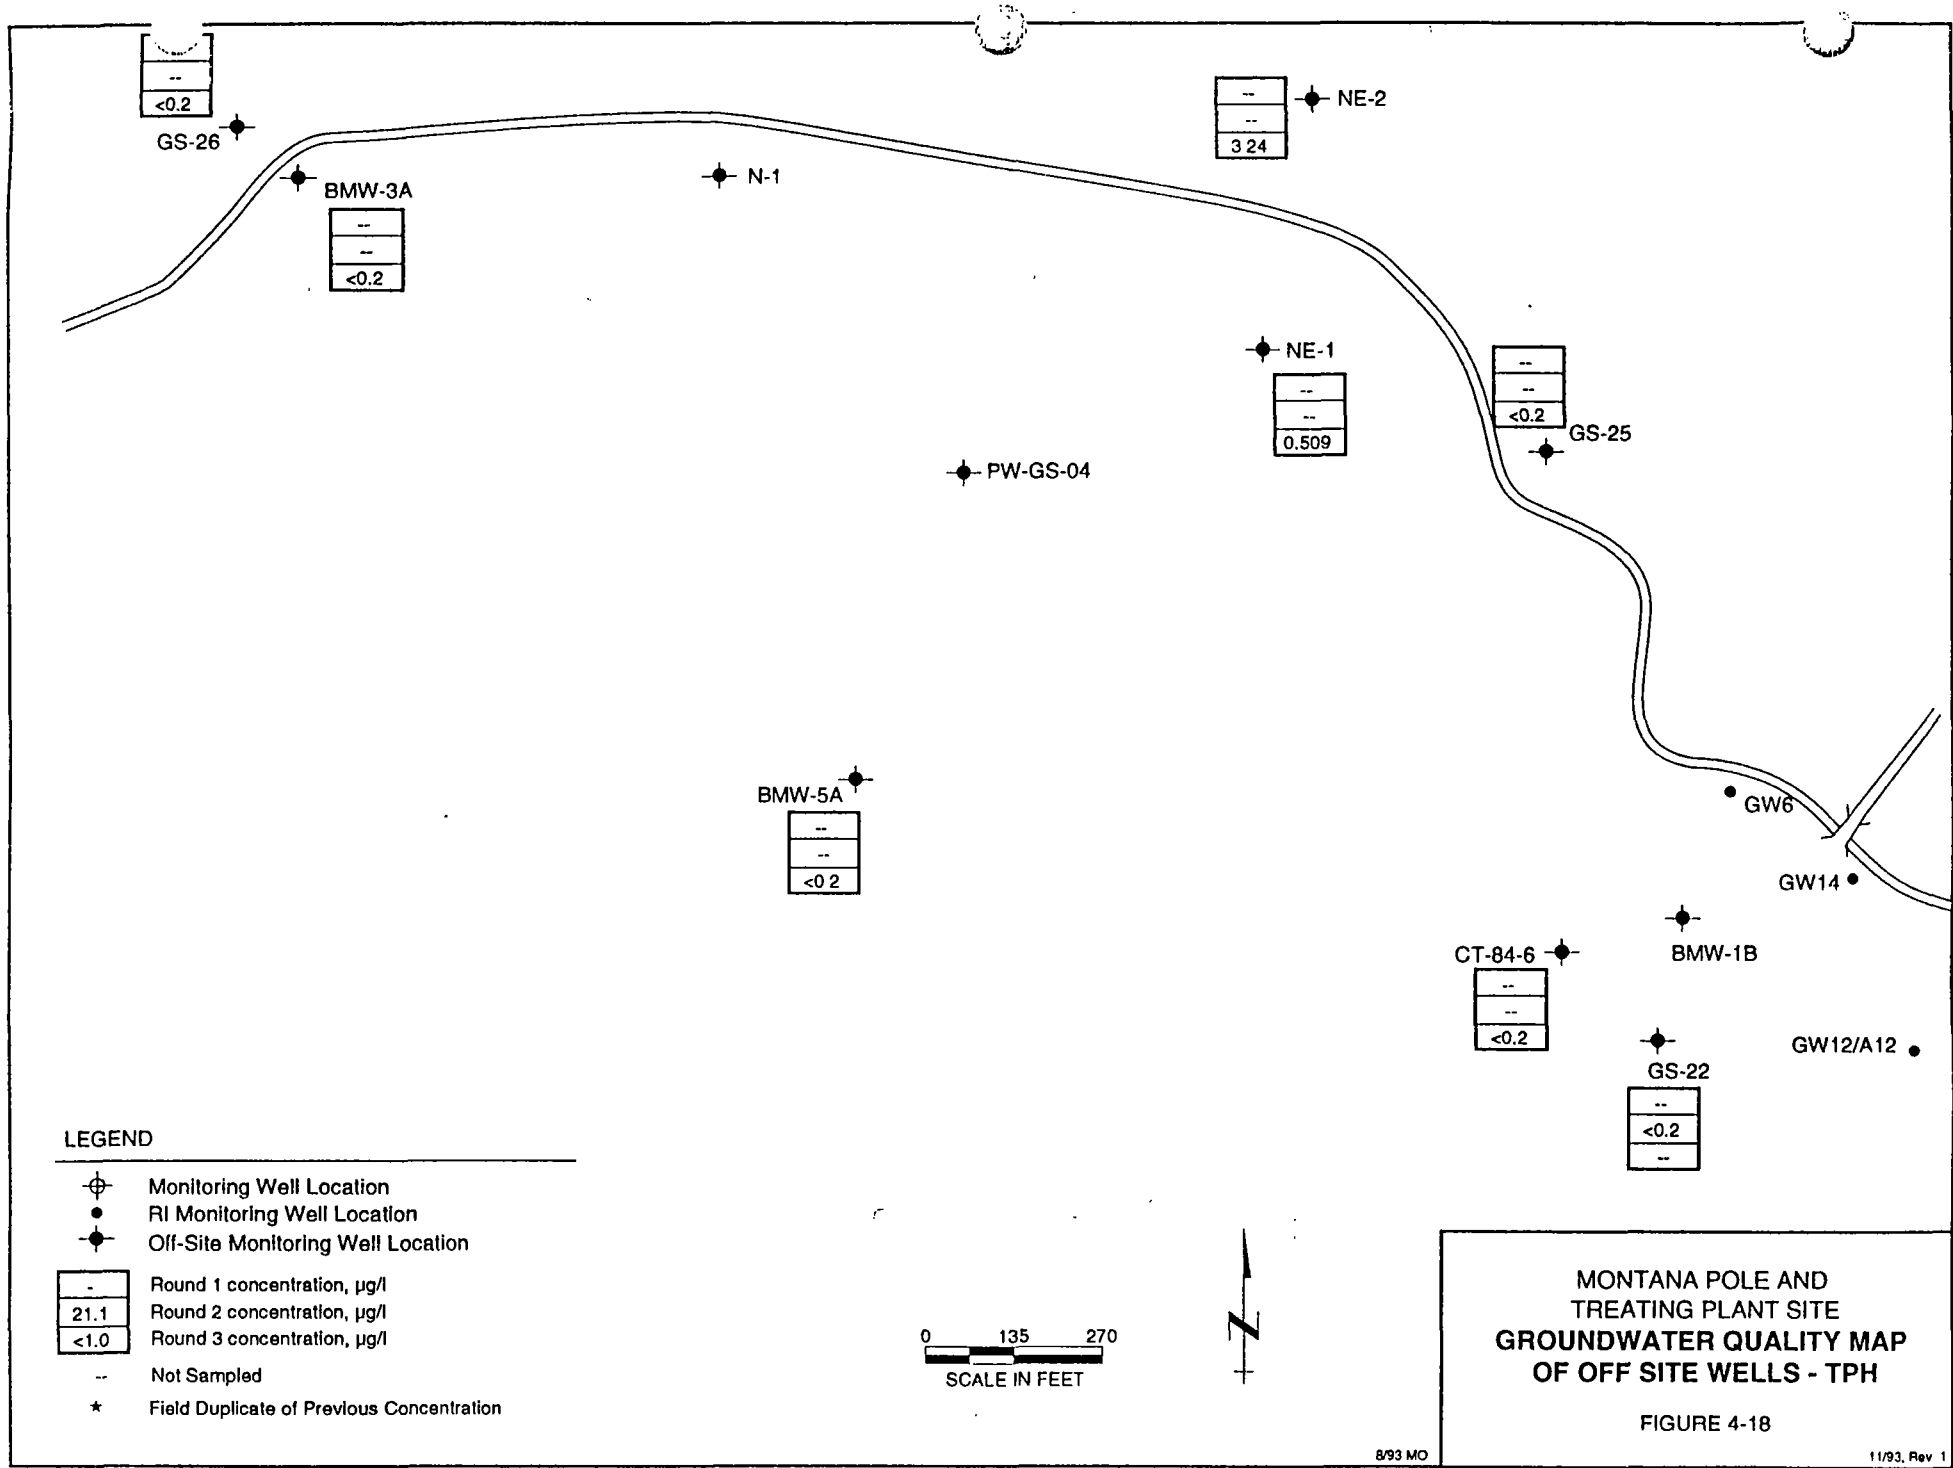 --
<0.2
GS-26
BMW-3A
--
--
<0.2
N-1
--
--
3 24
NE-2
NE-1
--
--
0.509
--
--
<0.2
GS-25
PW-GS-04
BMW-5A
--
--
<0 2
GW6
GW14
BMW-1B
CT-84-6
--
--
<0.2
GW12/A12
GS-22
--
<0.2
--
LEGEND
Monitoring Well Location
RI Monitoring Well Location
Off-Site Monitoring Well Location
- Round 1 concentration, µg/l
21.1 Round 2 concentration, µg/l
<1.0 Round 3 concentration, µg/l
-- Not Sampled
★ Field Duplicate of Previous Concentration
0 135 270
SCALE IN FEET
N
MONTANA POLE AND
TREATING PLANT SITE
GROUNDWATER QUALITY MAP
OF OFF SITE WELLS - TPH
FIGURE 4-18
8/93 MO
11/93, Rev 1